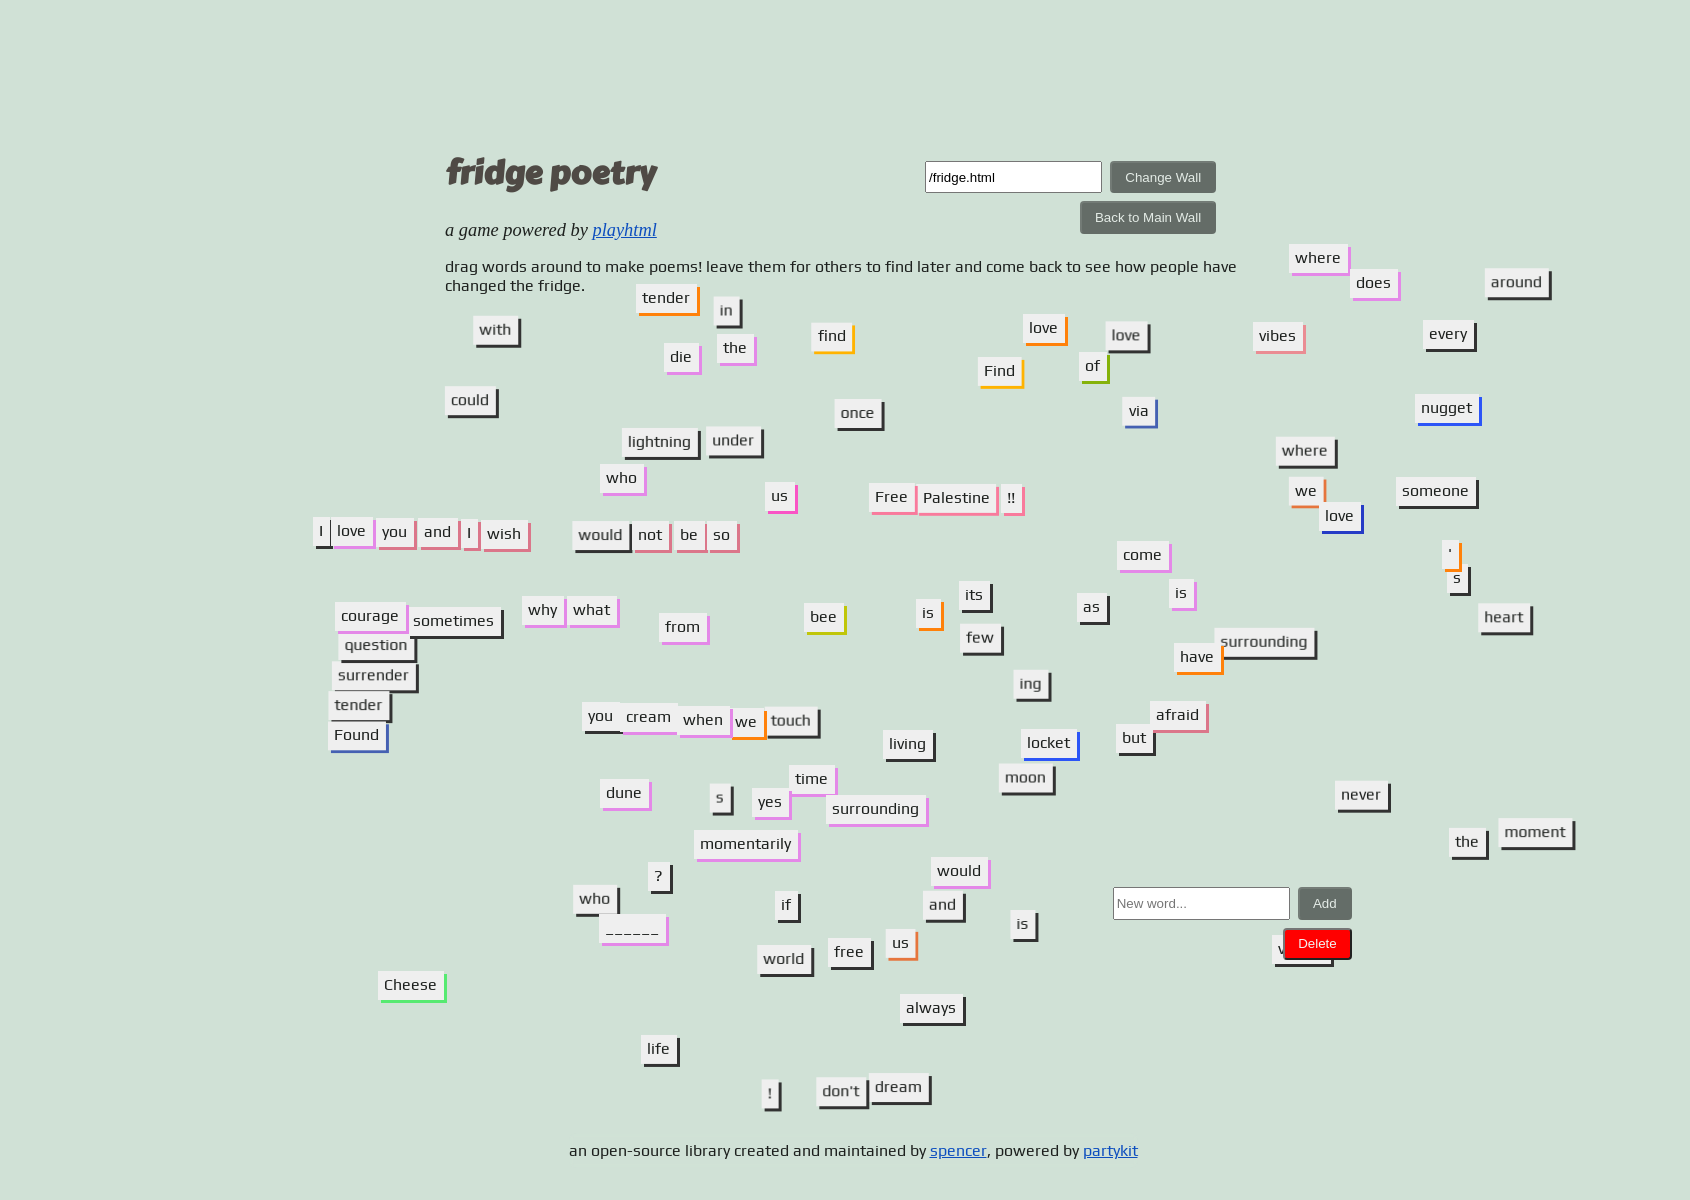 fridge poetry
/fridge.html
Change Wall
Back to Main Wall
a game powered by playhtml
drag words around to make poems! leave them for others to find later and come back to see how people have
changed the fridge.
where
does
around
tender
in
with
find
love
love
vibes
every
die
the
Find
of
could
once
via
nugget
lightning
under
where
who
us
Free Palestine !!
we
someone
love
I love you and I wish would not be so
come
'
s
is
its
as
courage sometimes
why what
from
bee
is
few
heart
question
surrounding
have
surrender
ing
tender
you cream when we touch
afraid
Found
living
locket
but
time
moon
dune
s
yes
surrounding
never
the
moment
momentarily
?
would
who
if
and
New word...
Add
______
is
us
Delete
world
free
Cheese
always
life
!
don't dream
an open-source library created and maintained by spencer, powered by partykit